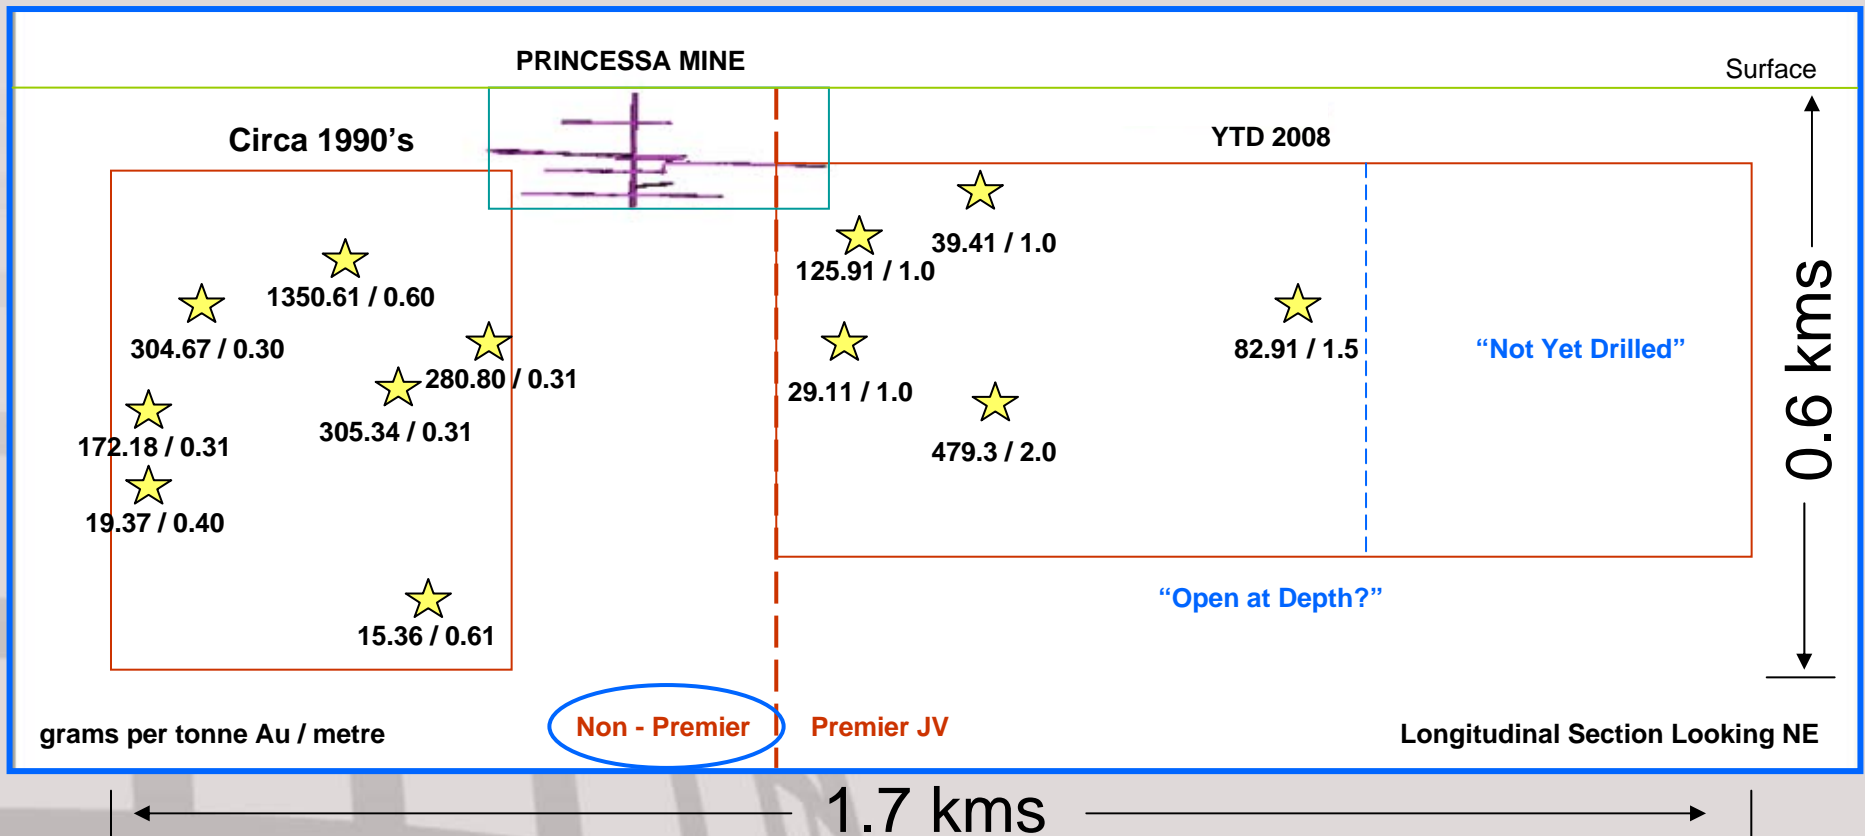 PRINCESSA MINE
Surface
Circa 1990's
YTD 2008
39.41 / 1.0
125.91 / 1.0
1350.61 / 0.60
304.67 / 0.30
82.91 / 1.5
“Not Yet Drilled”
280.80 / 0.31
29.11 / 1.0
305.34 / 0.31
172.18 / 0.31
479.3 / 2.0
0.6 kms
19.37 / 0.40
“Open at Depth?”
15.36 / 0.61
grams per tonne Au / metre
Non - Premier
Premier JV
Longitudinal Section Looking NE
1.7 kms